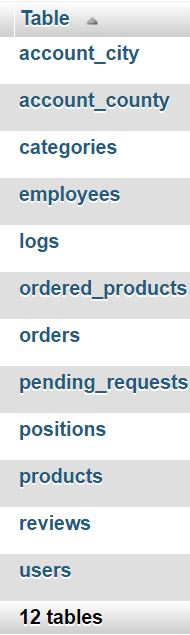 Table
account_city
account_county
categories
employees
logs
ordered_products
orders
pending_requests
positions
products
reviews
users
12 tables